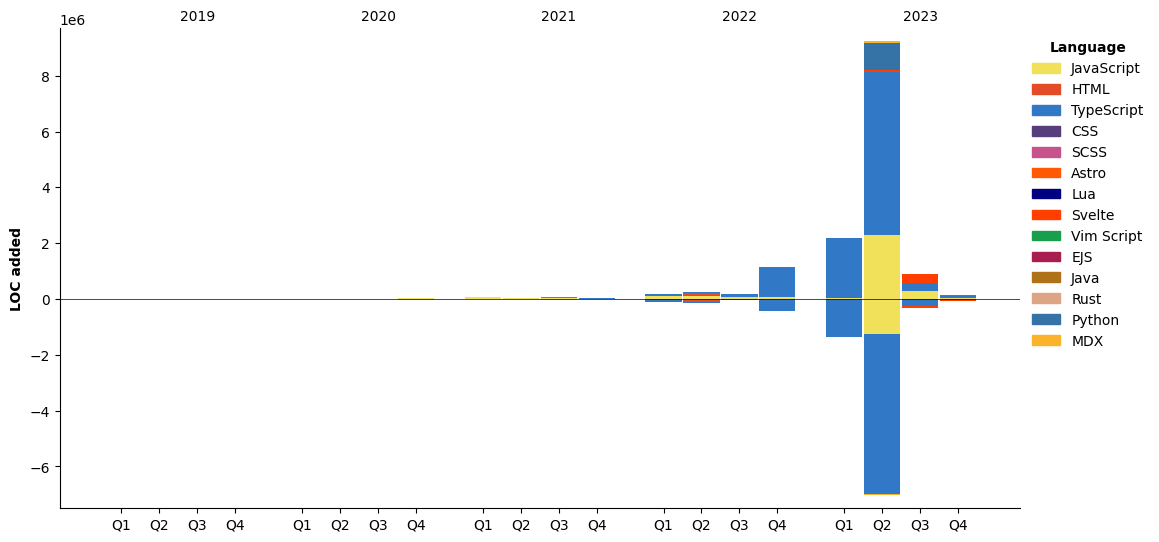 2019 2020 2021 2022 2023
1e6
8
6
4
2
0
−2
−4
−6
LOC added
Q1 Q2 Q3 Q4 Q1 Q2 Q3 Q4 Q1 Q2 Q3 Q4 Q1 Q2 Q3 Q4 Q1 Q2 Q3 Q4
Language
JavaScript
HTML
TypeScript
CSS
SCSS
Astro
Lua
Svelte
Vim Script
EJS
Java
Rust
Python
MDX